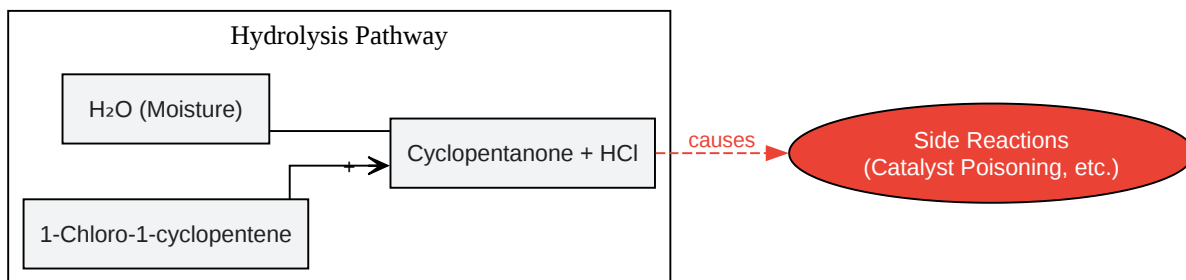 Hydrolysis Pathway
H₂O (Moisture)
Cyclopentanone + HCl
causes
Side Reactions
(Catalyst Poisoning, etc.)
+
1-Chloro-1-cyclopentene